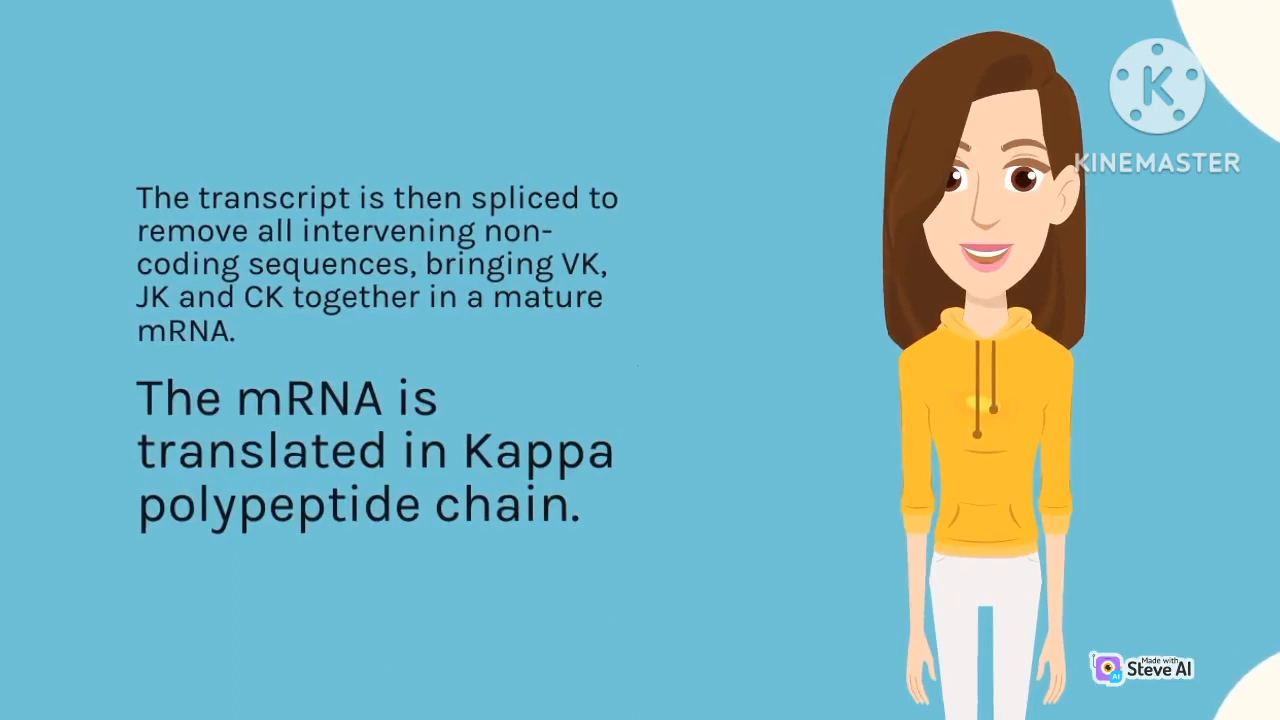 The transcript is then spliced to
remove all intervening non-
coding sequences, bringing VK,
JK and CK together in a mature
mRNA.
The mRNA is
translated in Kappa
polypeptide chain.
K
KINEMASTER
Made with
AI
Steve AI